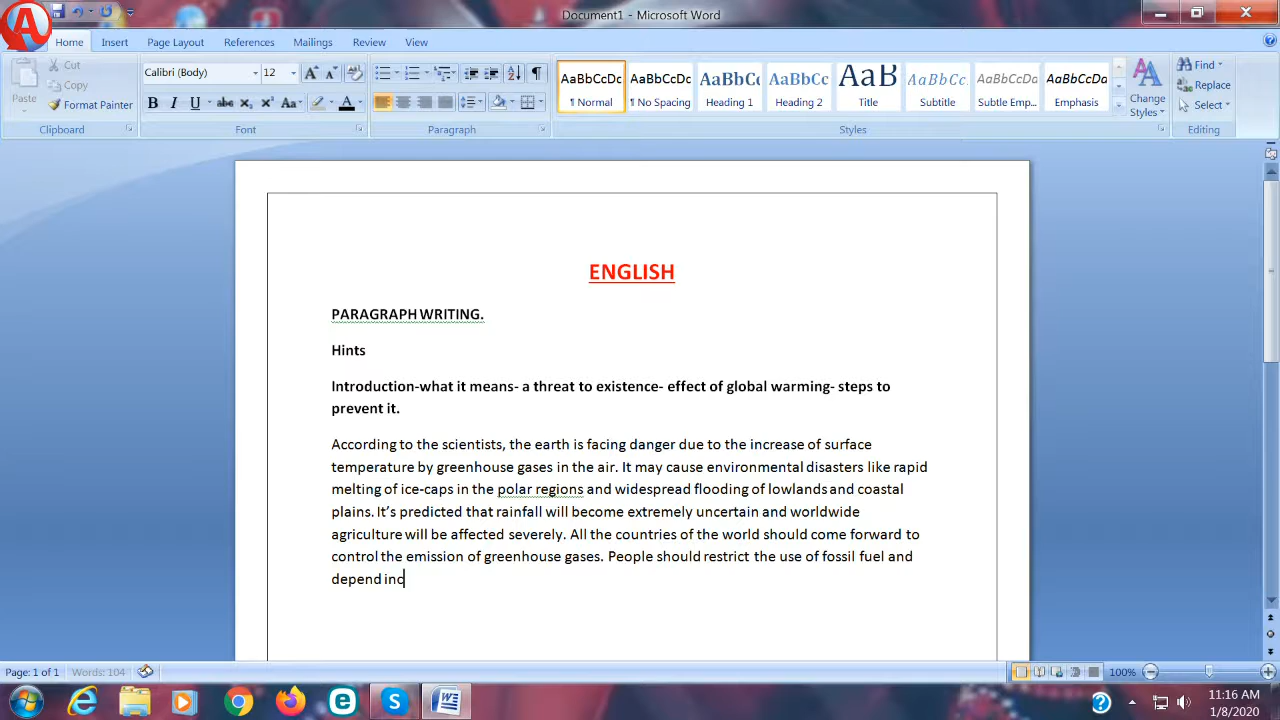 Document1 - Microsoft Word
Home Insert Page Layout References Mailings Review View
Cut
Copy
Format Painter
Paste
Clipboard
Calibri (Body) 12
Font
Paragraph
AaBbCcDc AaBbCcDc AaBbCc AaBbCc AaB AaBbCc. AaBbCcDa AaBbCcDa
¶ Normal ¶ No Spacing Heading 1 Heading 2 Title Subtitle Subtle Emp... Emphasis
Change Styles
Styles
Find
Replace
Select
Editing
ENGLISH
PARAGRAPH WRITING.
Hints
Introduction-what it means- a threat to existence- effect of global warming- steps to
prevent it.
According to the scientists, the earth is facing danger due to the increase of surface
temperature by greenhouse gases in the air. It may cause environmental disasters like rapid
melting of ice-caps in the polar regions and widespread flooding of lowlands and coastal
plains. It’s predicted that rainfall will become extremely uncertain and worldwide
agriculture will be affected severely. All the countries of the world should come forward to
control the emission of greenhouse gases. People should restrict the use of fossil fuel and
depend inc
Page: 1 of 1 Words: 104 100%
11:16 AM
1/8/2020